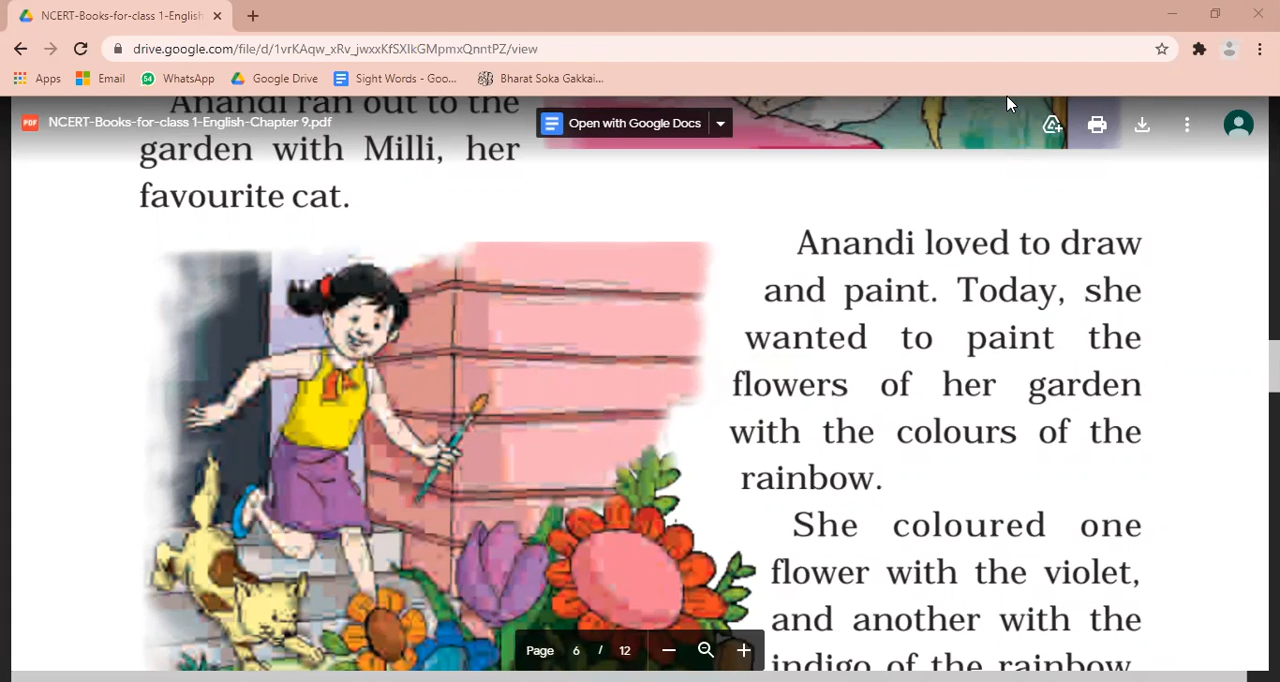 NCERT-Books-for-class 1-English
drive.google.com/file/d/1vrKAqw_xRv_jwxxKfSXIkGMpmxQnntPZ/view
Apps Email WhatsApp Google Drive Sight Words - Goo... Bharat Soka Gakkai...
Anandi ran out to the
PDF NCERT-Books-for-class 1-English-Chapter 9.pdf Open with Google Docs
garden with Milli, her
favourite cat.
Anandi loved to draw
and paint. Today, she
wanted to paint the
flowers of her garden
with the colours of the
rainbow.
She coloured one
flower with the violet,
and another with the
indigo of the rainbow.
Page 6 / 12